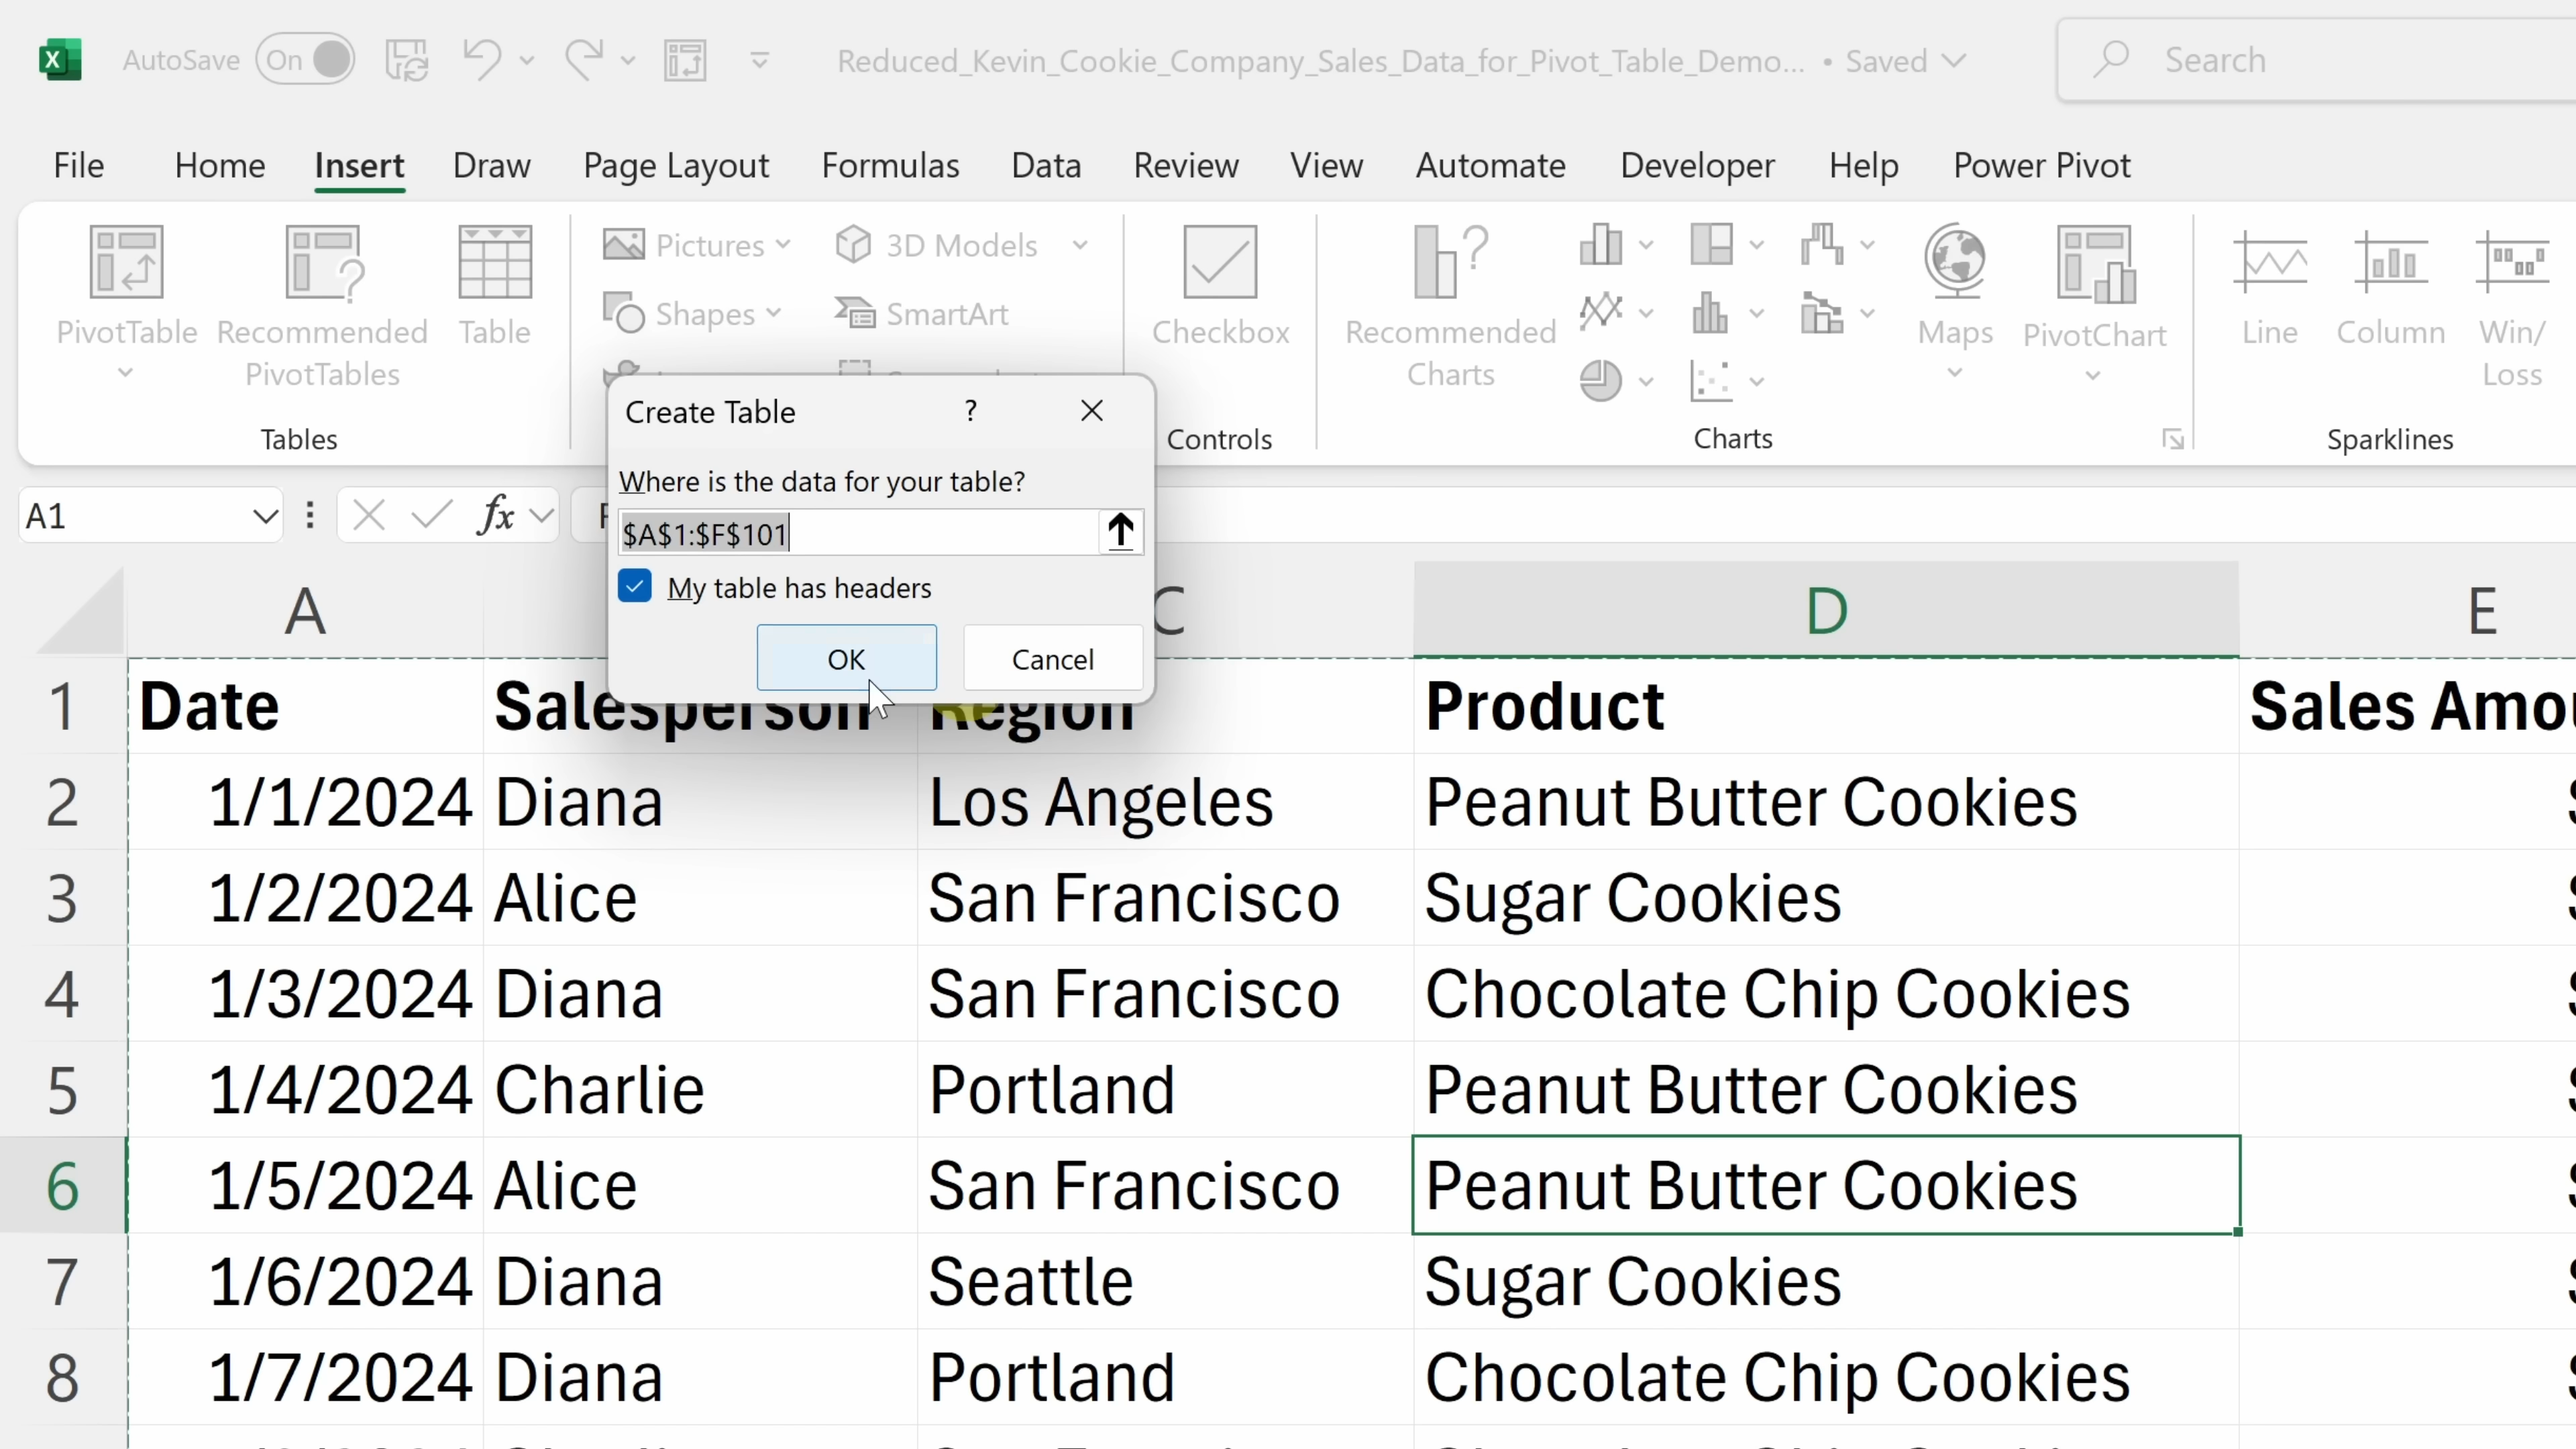 AutoSave On Reduced_Kevin_Cookie_Company_Sales_Data_for_Pivot_Table_Demo... • Saved Search
File Home Insert Draw Page Layout Formulas Data Review View Automate Developer Help Power Pivot
PivotTable
Recommended
PivotTables
Table
Tables
Pictures
Shapes
3D Models
SmartArt
Checkbox
Controls
Recommended
Charts
Maps
PivotChart
Charts
Line
Column
Win/
Loss
Sparklines
Create Table ?
Where is the data for your table?
$A$1:$F$101
My table has headers
OK Cancel
A1 fx
A C D E
1 Date Salesperson Region Product Sales Amou
2 1/1/2024 Diana Los Angeles Peanut Butter Cookies
3 1/2/2024 Alice San Francisco Sugar Cookies
4 1/3/2024 Diana San Francisco Chocolate Chip Cookies
5 1/4/2024 Charlie Portland Peanut Butter Cookies
6 1/5/2024 Alice San Francisco Peanut Butter Cookies
7 1/6/2024 Diana Seattle Sugar Cookies
8 1/7/2024 Diana Portland Chocolate Chip Cookies